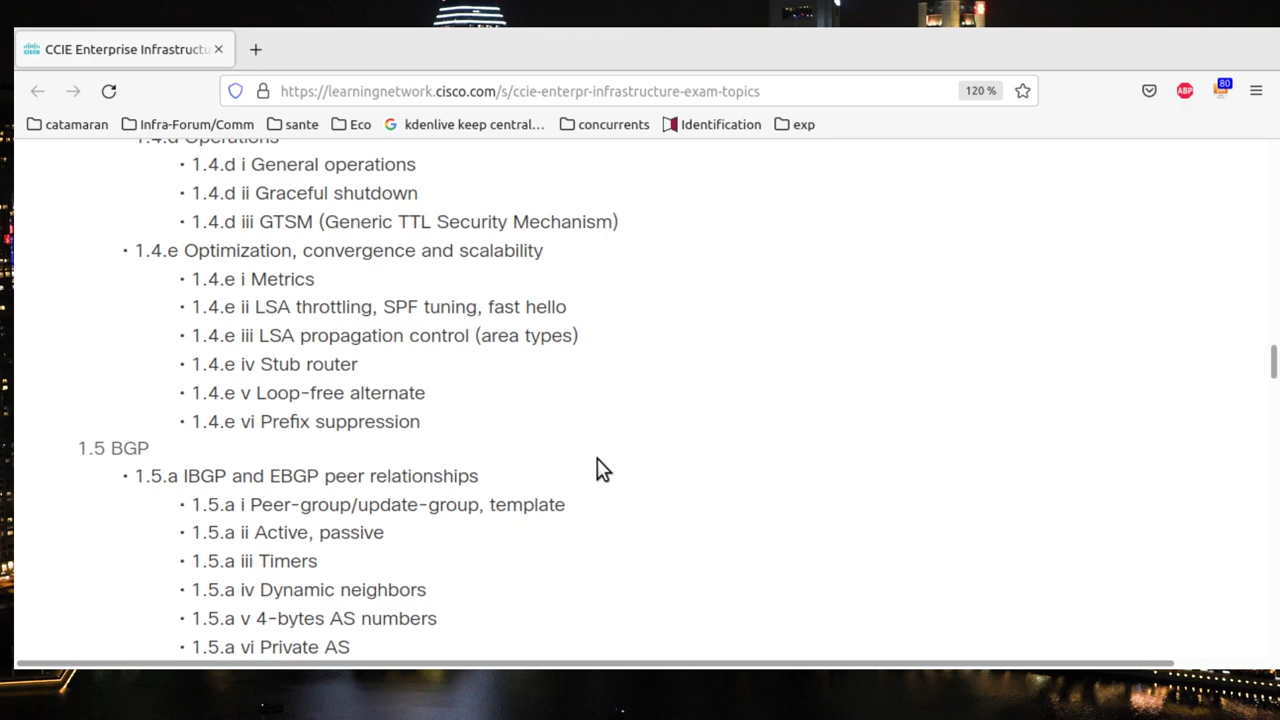 CCIE Enterprise Infrastructu
https://learningnetwork.cisco.com/s/ccie-enterpr-infrastructure-exam-topics
120 %
ABP
80
catamaran
Infra-Forum/Comm
sante
Eco
kdenlive keep central…
concurrents
Identification
exp
1.4.d Operations
· 1.4.d i General operations
· 1.4.d ii Graceful shutdown
· 1.4.d iii GTSM (Generic TTL Security Mechanism)
· 1.4.e Optimization, convergence and scalability
· 1.4.e i Metrics
· 1.4.e ii LSA throttling, SPF tuning, fast hello
· 1.4.e iii LSA propagation control (area types)
· 1.4.e iv Stub router
· 1.4.e v Loop-free alternate
· 1.4.e vi Prefix suppression
1.5 BGP
· 1.5.a IBGP and EBGP peer relationships
· 1.5.a i Peer-group/update-group, template
· 1.5.a ii Active, passive
· 1.5.a iii Timers
· 1.5.a iv Dynamic neighbors
· 1.5.a v 4-bytes AS numbers
· 1.5.a vi Private AS